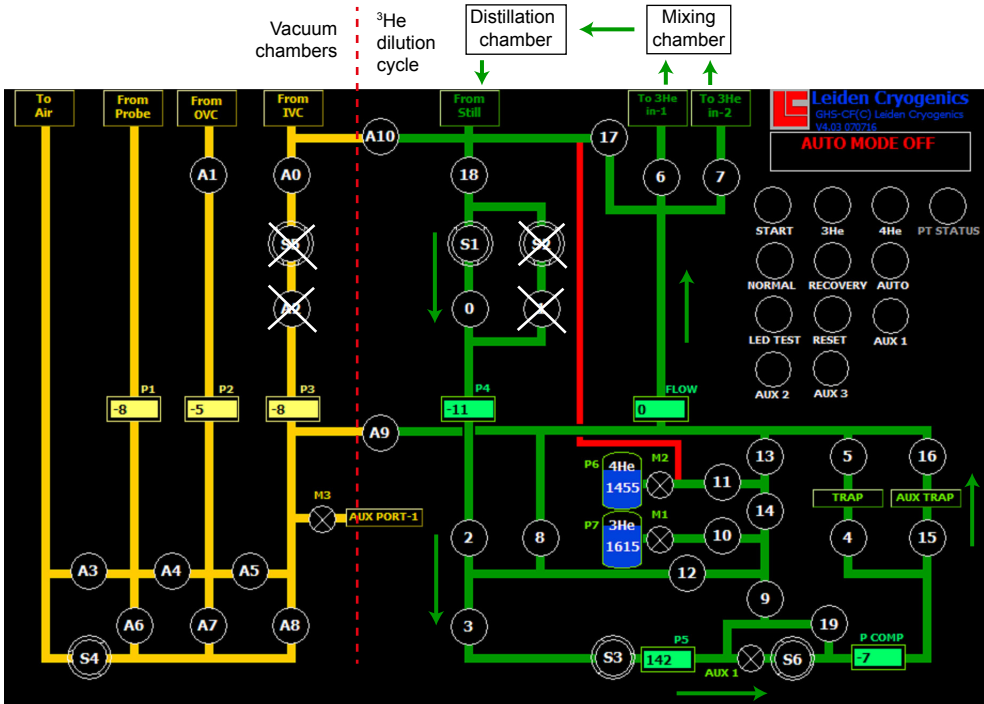 Vacuum
chambers
³He
dilution
cycle
Distillation
chamber
Mixing
chamber
To
Air
From
Probe
From
OVC
From
IVC
From
Still
To 3He
in-1
To 3He
in-2
Leiden Cryogenics
GHS-CF(C) Leiden Cryogenics
V4.03 070716
AUTO MODE OFF
A10
17
A1
A0
18
6
7
START
3He
4He
PT STATUS
S5
S1
S2
NORMAL
RECOVERY
AUTO
A2
0
1
LED TEST
RESET
AUX 1
AUX 2
AUX 3
P1
-8
P2
-5
P3
-8
P4
-11
FLOW
0
A9
13
5
16
P6
4He
1455
M2
11
TRAP
AUX TRAP
M3
AUX PORT-1
P7
3He
1615
M1
10
14
2
8
4
15
A3
A4
A5
12
9
A6
A7
A8
3
19
S4
S3
P5
142
AUX 1
S6
P COMP
-7